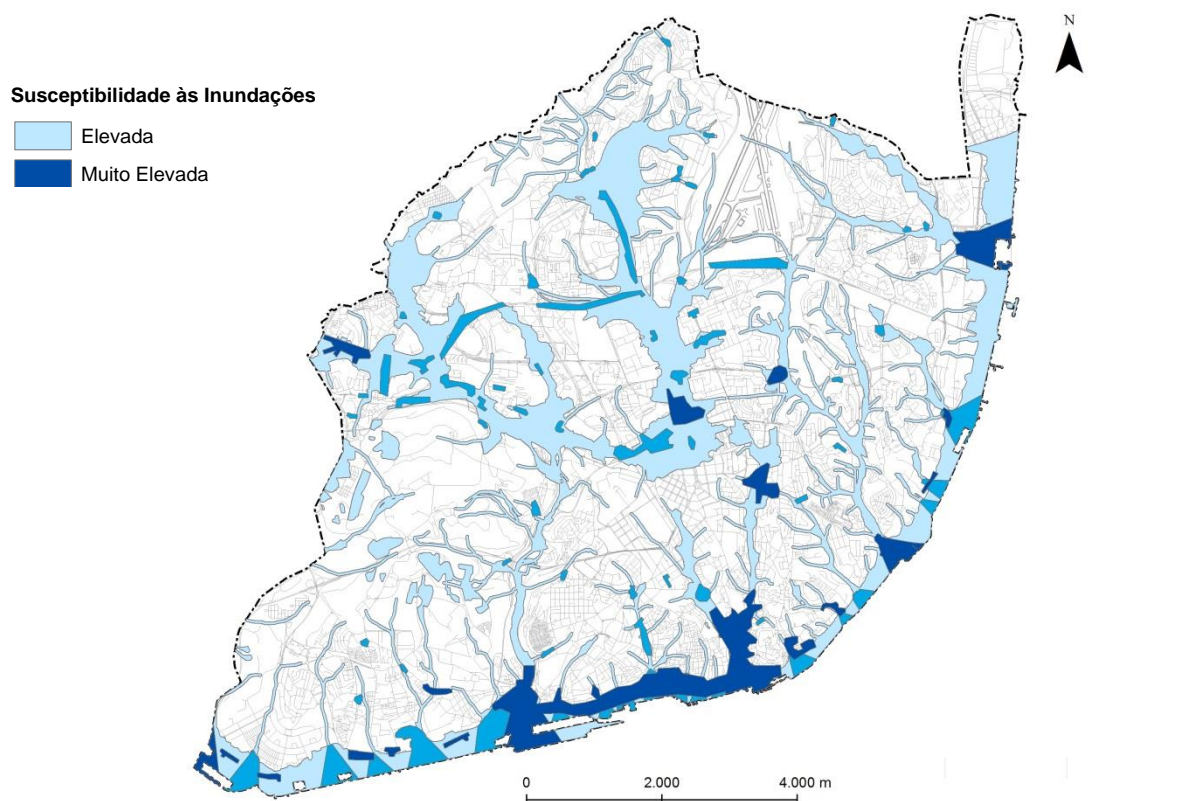 N
Susceptibilidade às Inundações
Elevada
Muito Elevada
0 2.000 4.000 m